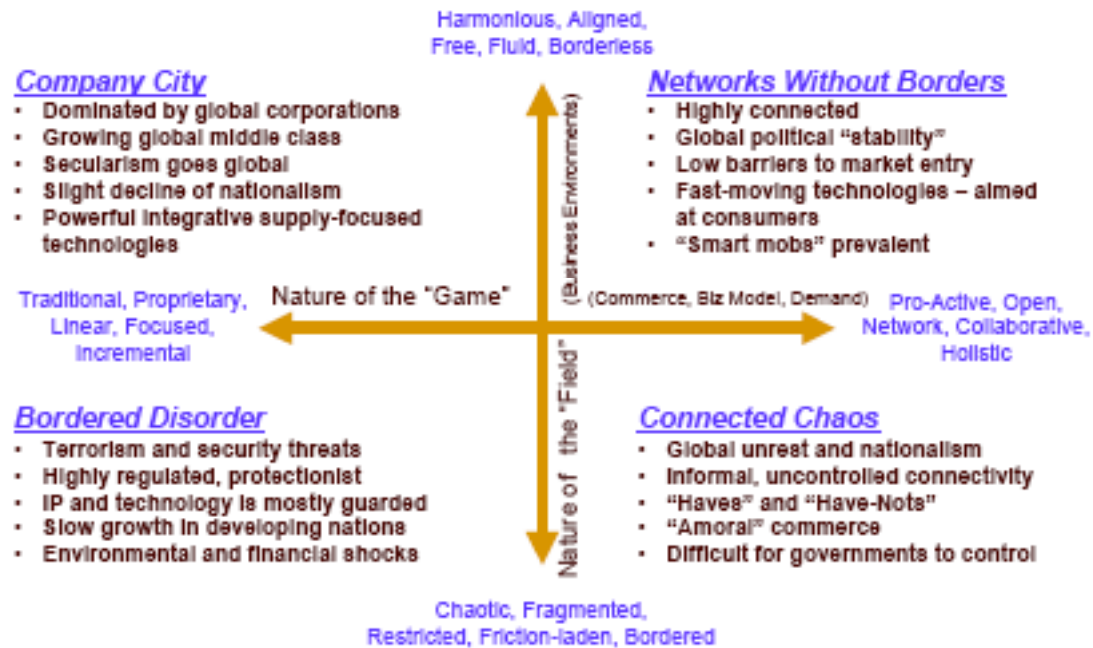 Harmonious, Aligned,
Free, Fluid, Borderless
Company City
• Dominated by global corporations
• Growing global middle class
• Secularism goes global
• Slight decline of nationalism
• Powerful integrative supply-focused
technologies
Networks Without Borders
• Highly connected
• Global political “stability”
• Low barriers to market entry
• Fast-moving technologies – aimed
at consumers
• “Smart mobs” prevalent
(Business Environments)
Traditional, Proprietary,
Linear, Focused,
Incremental
Nature of the “Game”
(Commerce, Biz Model, Demand)
Pro-Active, Open,
Network, Collaborative,
Holistic
Nature of the “Field”
Bordered Disorder
• Terrorism and security threats
• Highly regulated, protectionist
• IP and technology is mostly guarded
• Slow growth in developing nations
• Environmental and financial shocks
Connected Chaos
• Global unrest and nationalism
• Informal, uncontrolled connectivity
• “Haves” and “Have-Nots”
• “Amoral” commerce
• Difficult for governments to control
Chaotic, Fragmented,
Restricted, Friction-laden, Bordered